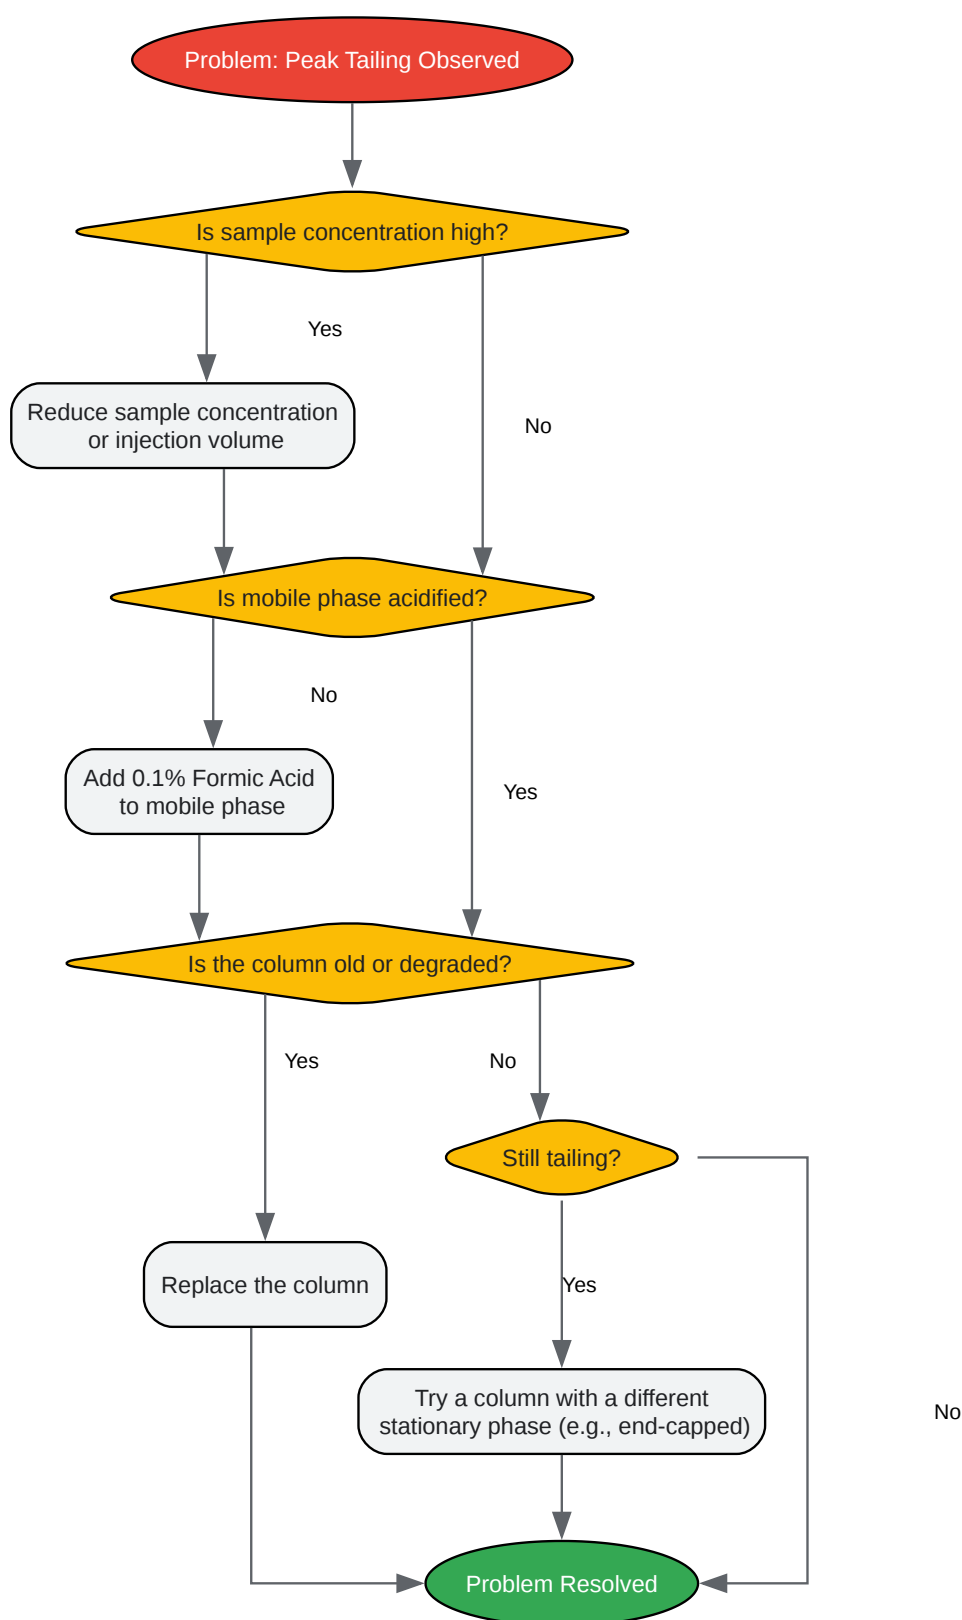 Problem: Peak Tailing Observed
Is sample concentration high?
Yes
Reduce sample concentration
or injection volume
No
Is mobile phase acidified?
No
Add 0.1% Formic Acid
to mobile phase
Yes
Is the column old or degraded?
Yes
No
Still tailing?
Replace the column
Yes
Try a column with a different
stationary phase (e.g., end-capped)
No
Problem Resolved